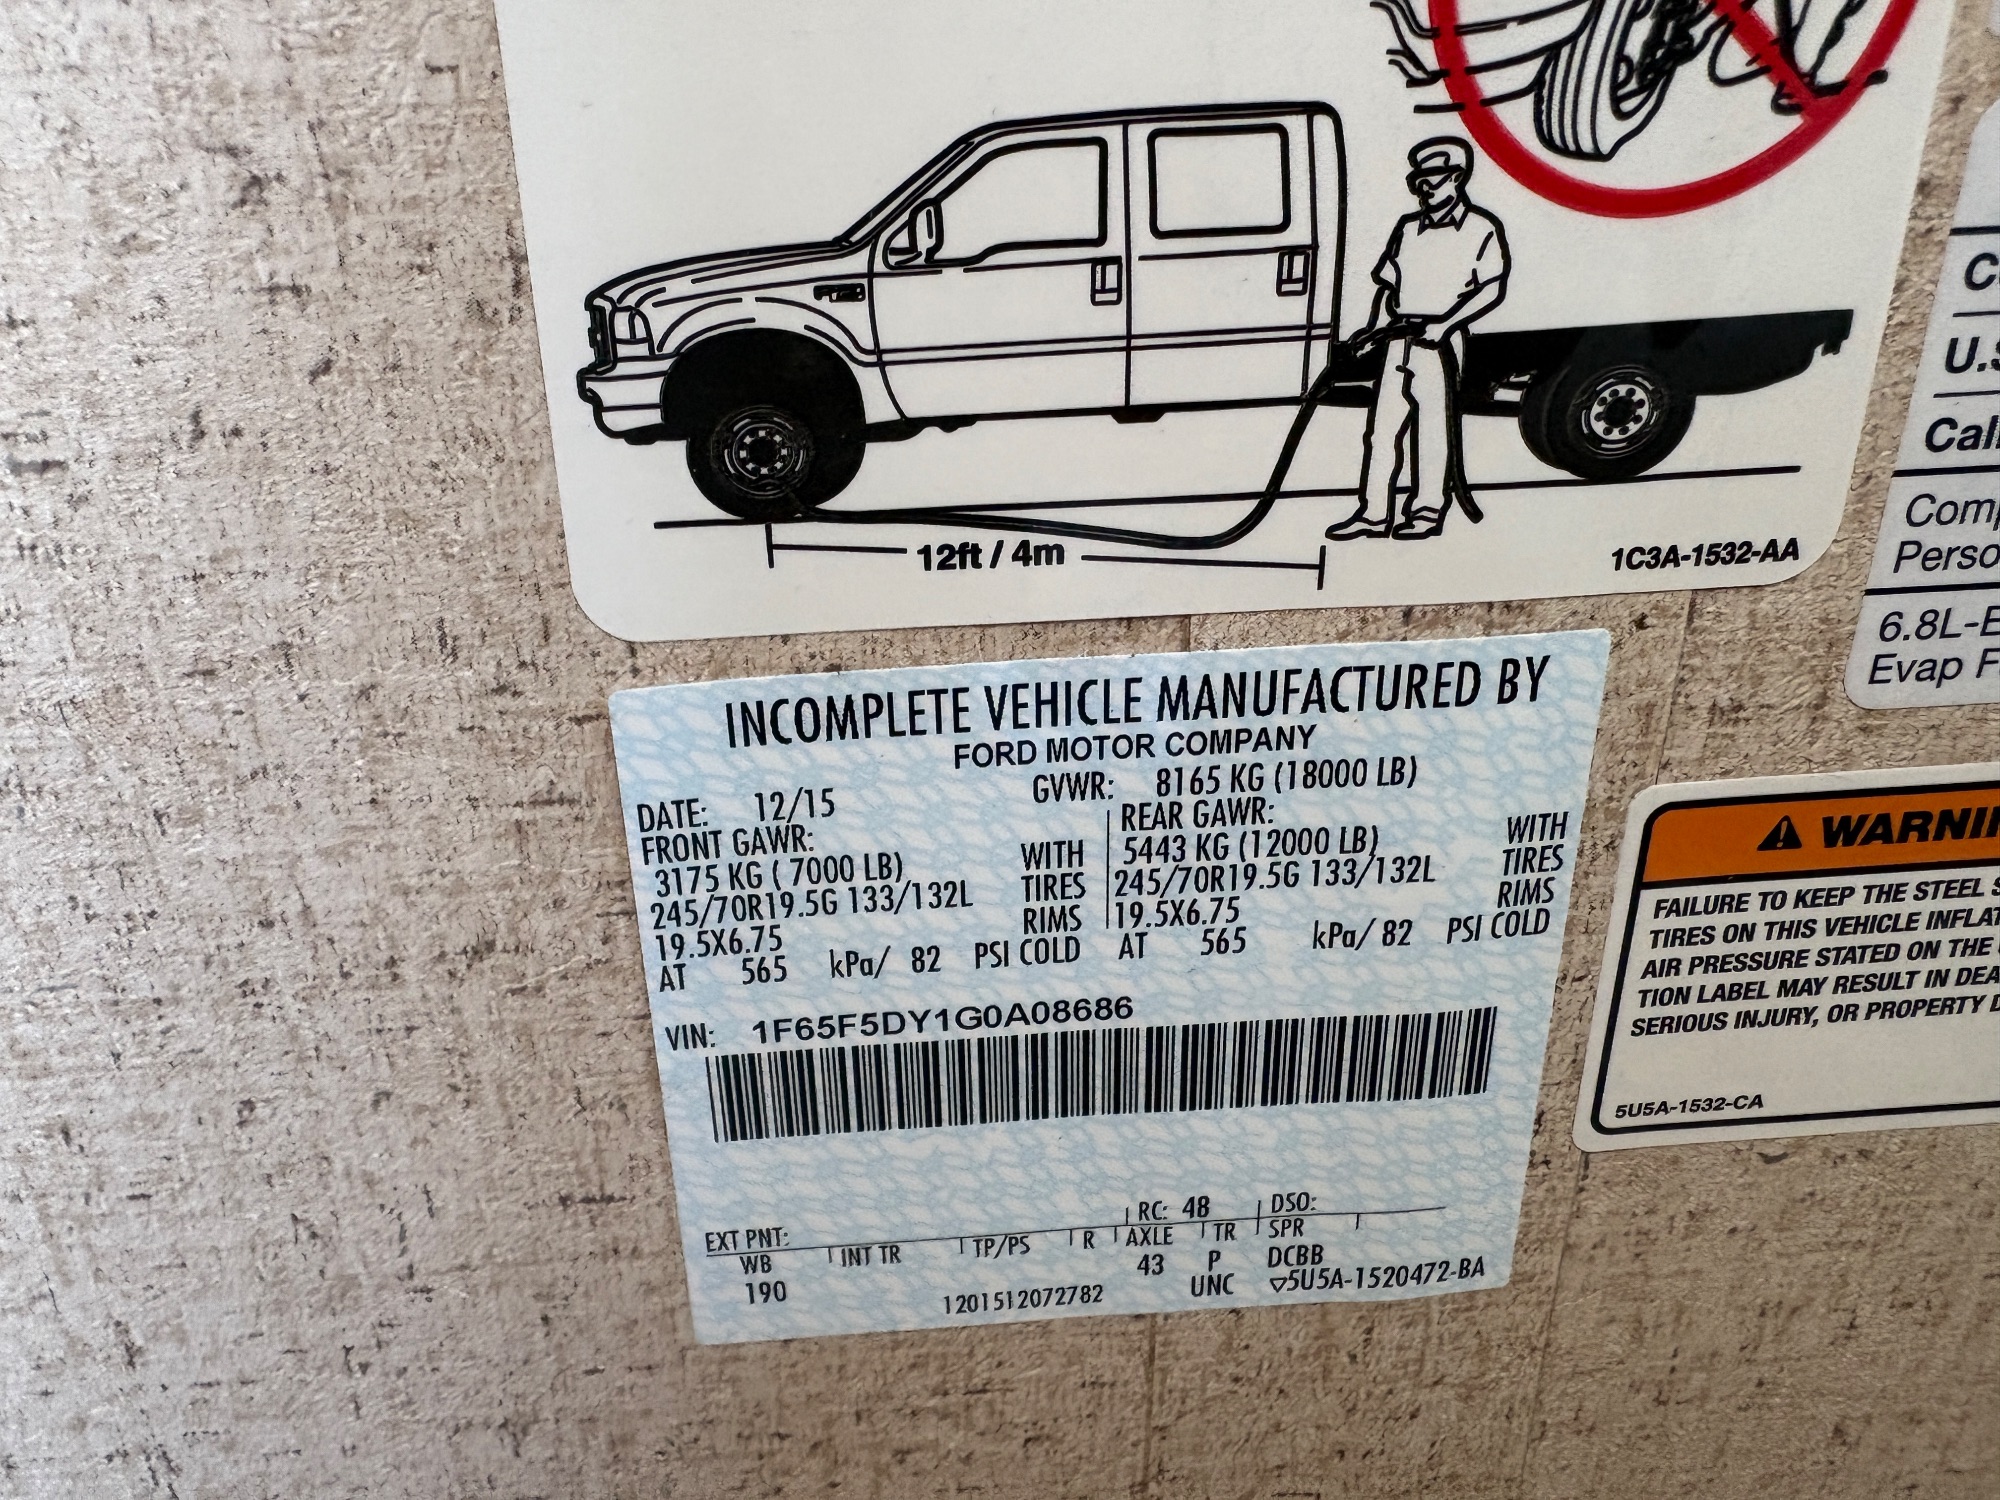 12ft / 4m
1C3A-1532-AA
INCOMPLETE VEHICLE MANUFACTURED BY
FORD MOTOR COMPANY
DATE: 12/15 GVWR: 8165 KG (18000 LB)
FRONT GAWR: REAR GAWR:
3175 KG ( 7000 LB) WITH 5443 KG (12000 LB) WITH
245/70R19.5G 133/132L TIRES 245/70R19.5G 133/132L TIRES
19.5X6.75 RIMS 19.5X6.75 RIMS
AT 565 kPa/ 82 PSI COLD AT 565 kPa/ 82 PSI COLD
VIN: 1F65F5DY1G0A08686
EXT PNT: RC: 48 DSO:
WB INT TR TP/PS R AXLE TR SPR
190 43 P DCBB
1201512072782 UNC ▽5U5A-1520472-BA
U.S
Cali
Comp
Perso
6.8L-E
Evap F
WARNIN
FAILURE TO KEEP THE STEEL S
TIRES ON THIS VEHICLE INFLAT
AIR PRESSURE STATED ON THE
TION LABEL MAY RESULT IN DEA
SERIOUS INJURY, OR PROPERTY D
5U5A-1532-CA